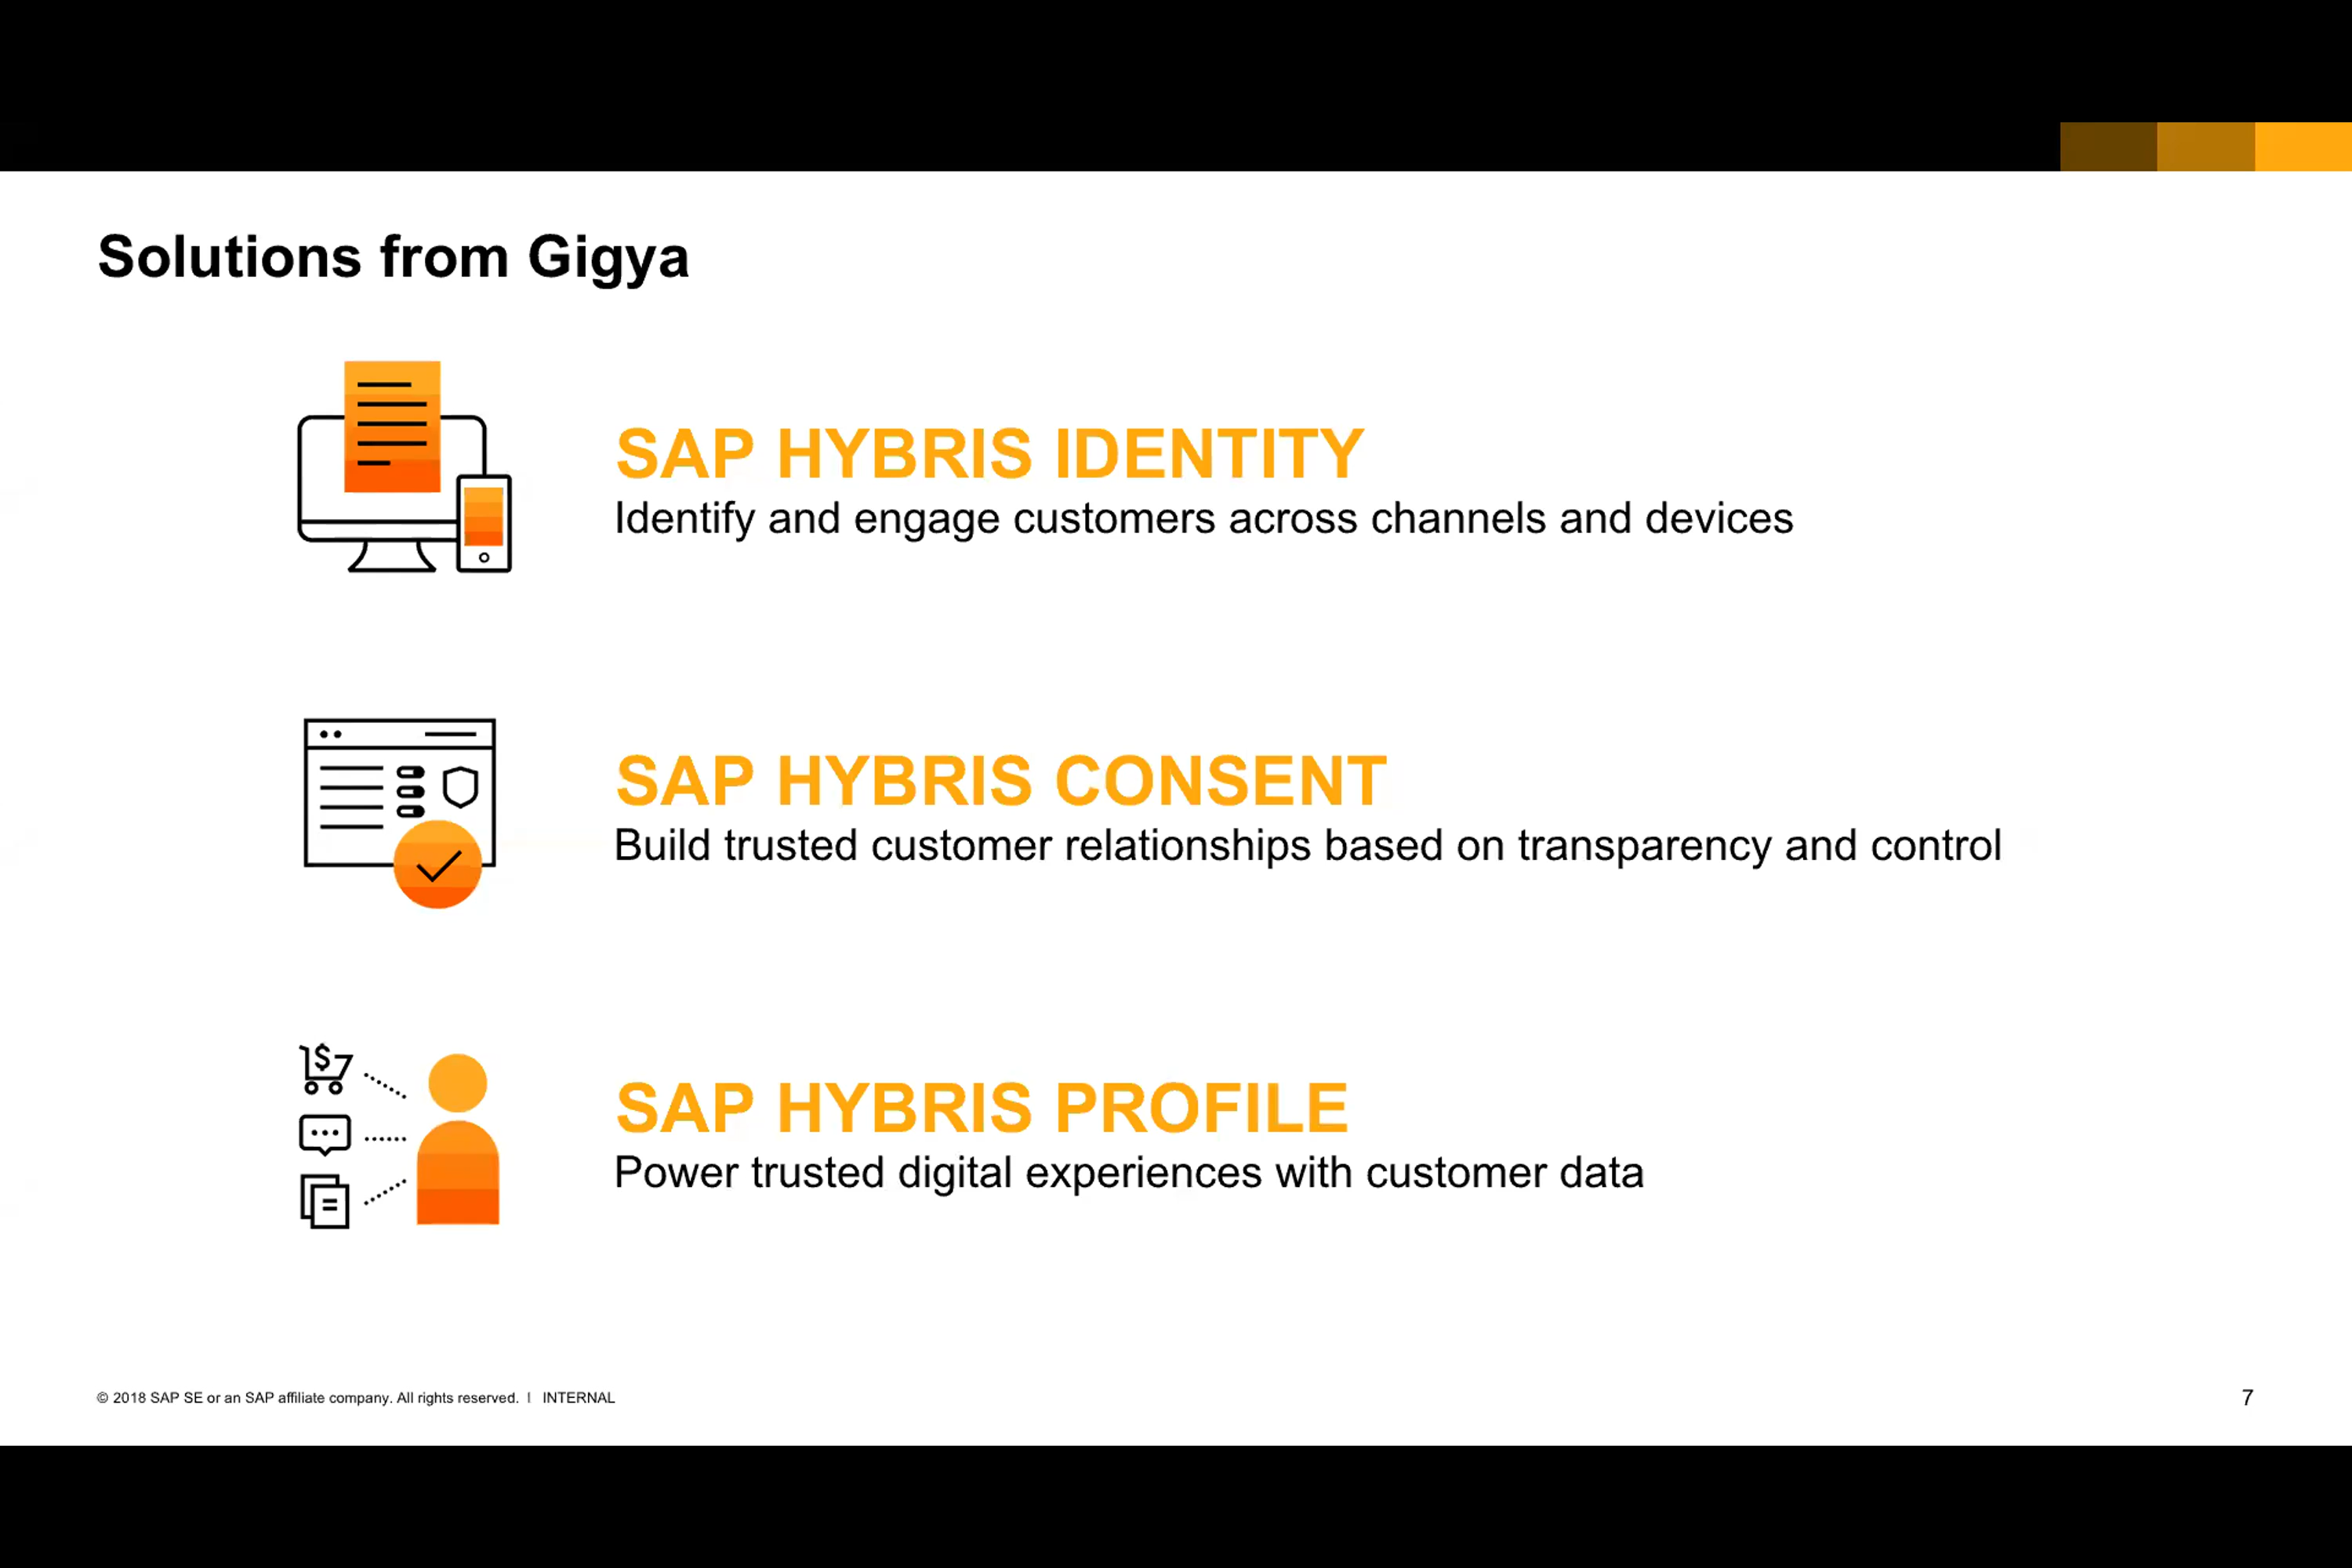 Solutions from Gigya
SAP HYBRIS IDENTITY
Identify and engage customers across channels and devices
SAP HYBRIS CONSENT
Build trusted customer relationships based on transparency and control
$
SAP HYBRIS PROFILE
Power trusted digital experiences with customer data
© 2018 SAP SE or an SAP affiliate company. All rights reserved. I INTERNAL
7